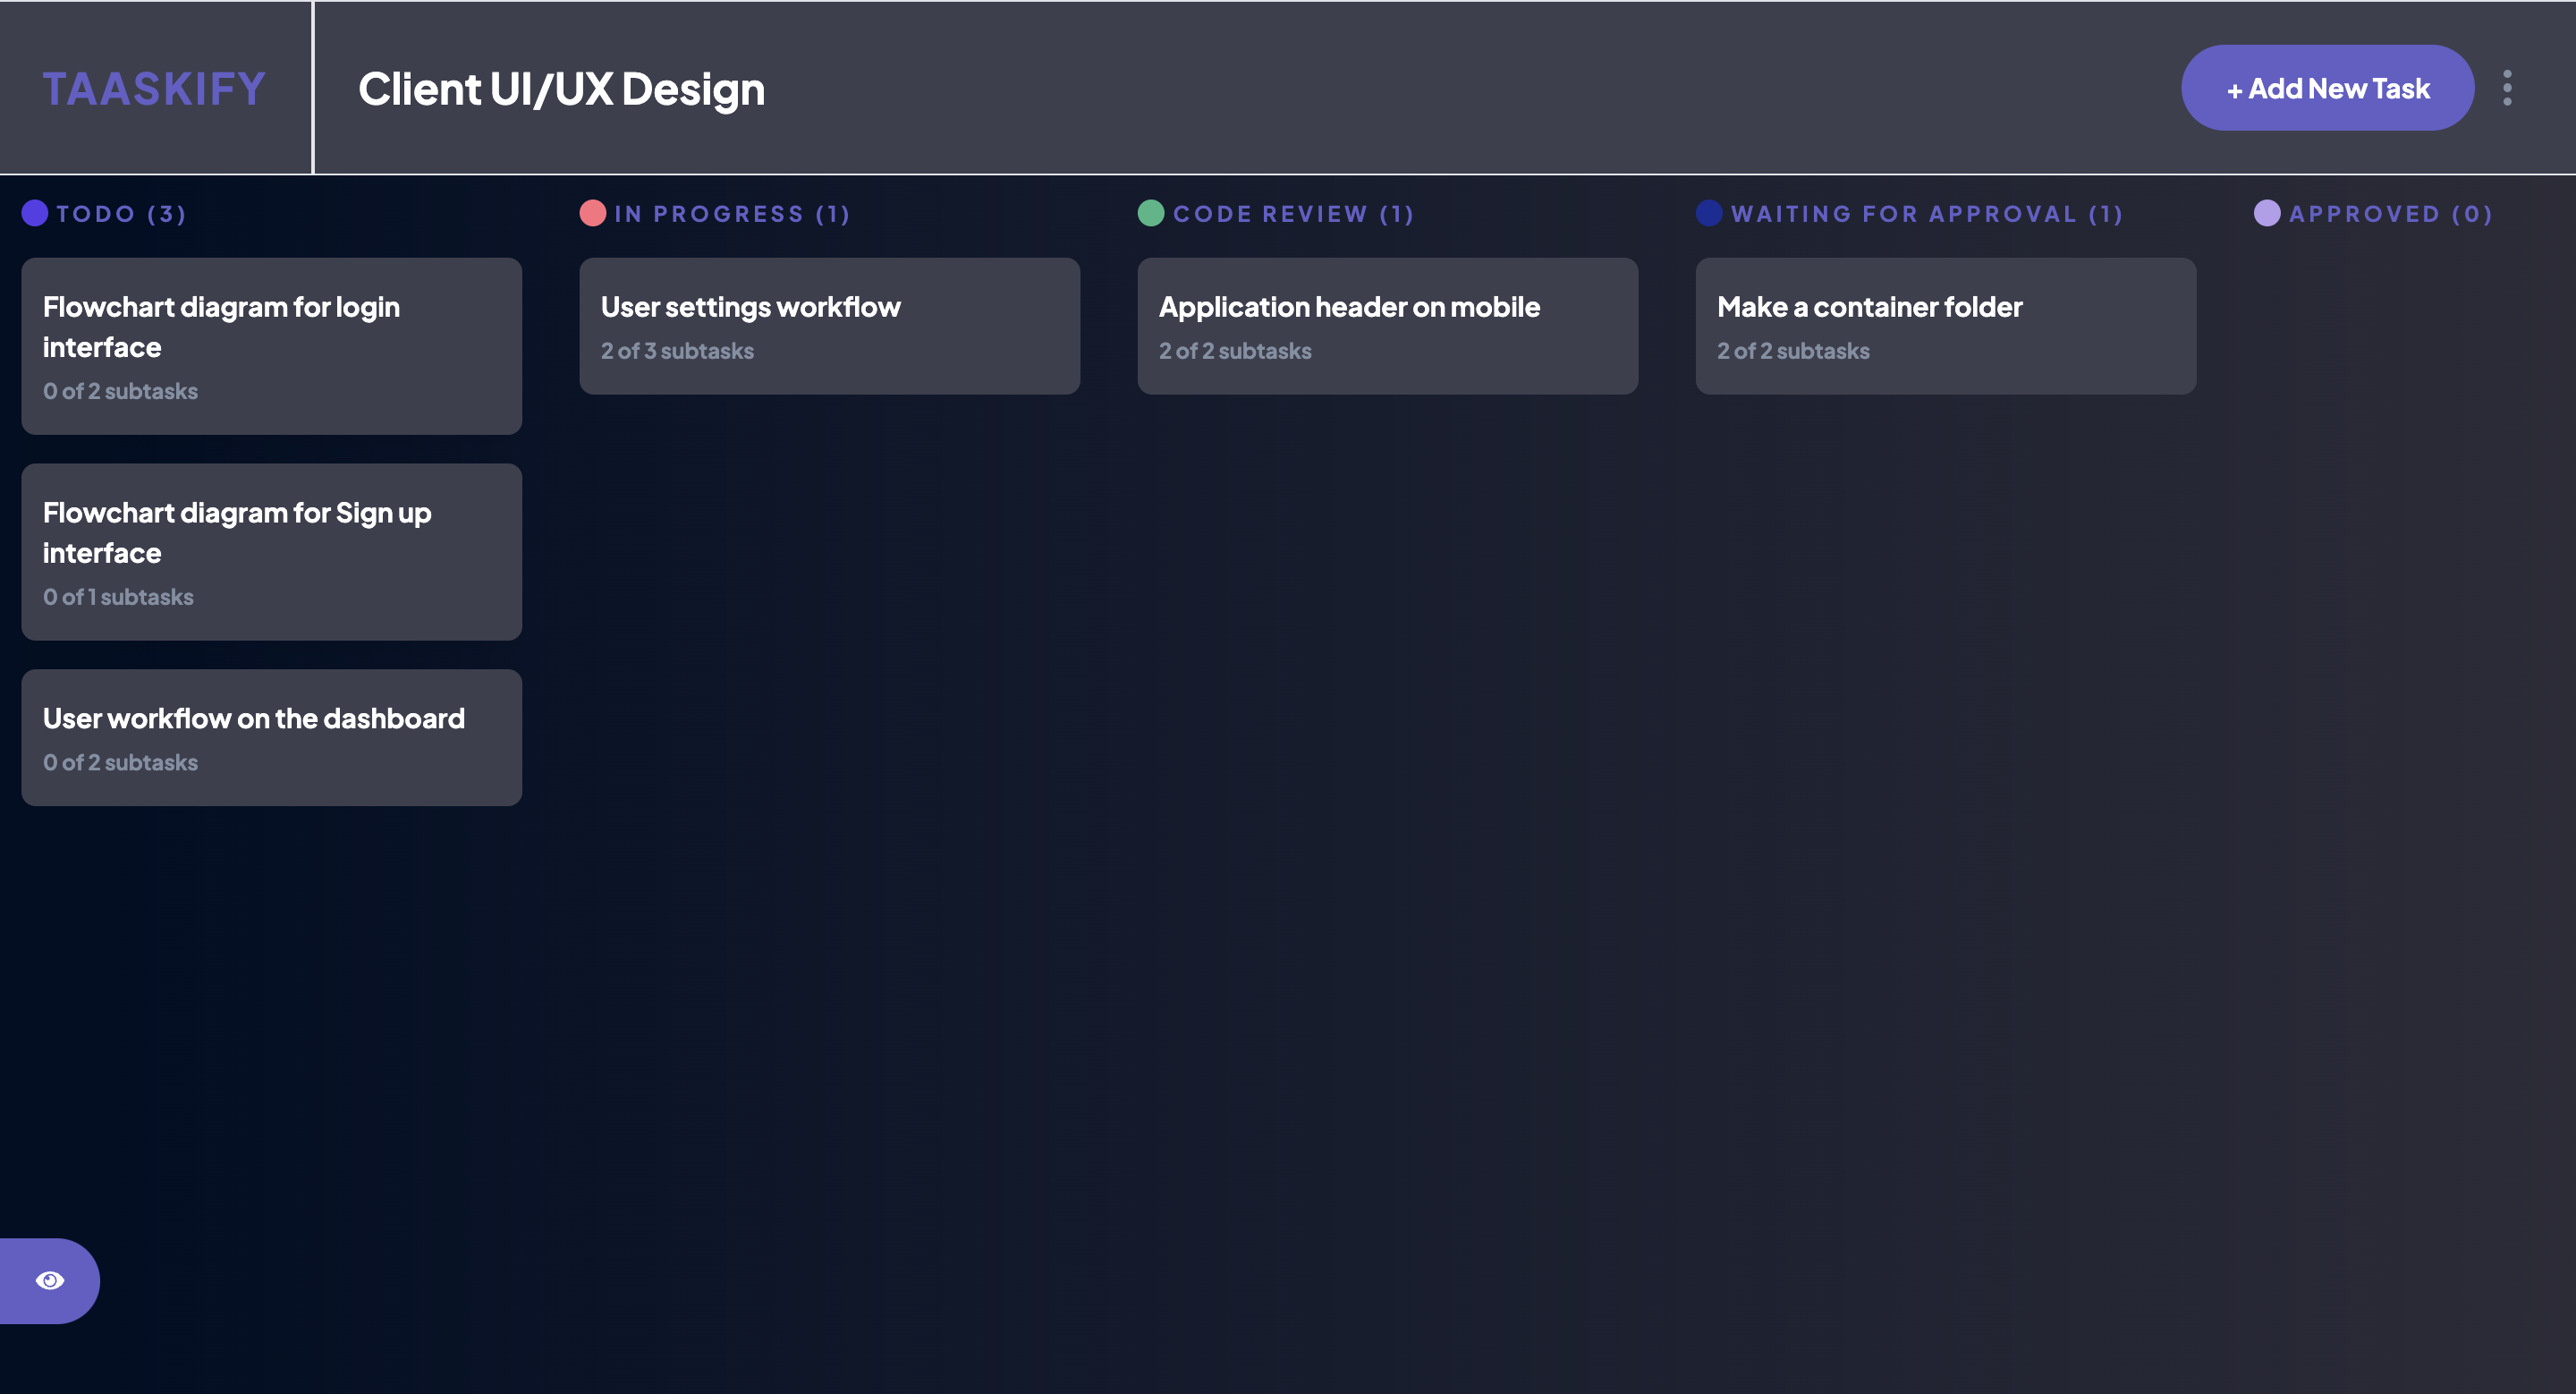 TAASKIFY
Client UI/UX Design
+ Add New Task
TODO (3)
Flowchart diagram for login
interface
0 of 2 subtasks
Flowchart diagram for Sign up
interface
0 of 1 subtasks
User workflow on the dashboard
0 of 2 subtasks
IN PROGRESS (1)
User settings workflow
2 of 3 subtasks
CODE REVIEW (1)
Application header on mobile
2 of 2 subtasks
WAITING FOR APPROVAL (1)
Make a container folder
2 of 2 subtasks
APPROVED (0)